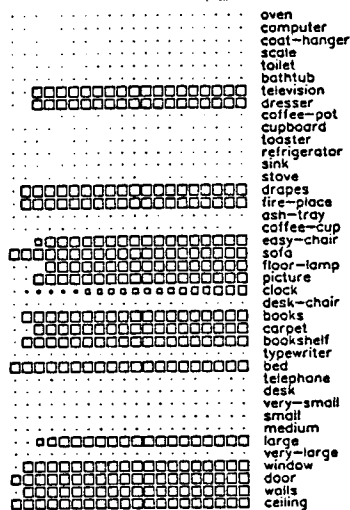 oven
computer
coat-hanger
scale
toilet
bathtub
television
dresser
coffee-pot
cupboard
toaster
refrigerator
sink
stove
drapes
fire-place
ash-tray
coffee-cup
easy-chair
sofa
floor-lamp
picture
clock
desk-chair
books
carpet
bookshelf
typewriter
bed
telephone
desk
very-small
small
medium
large
very-large
window
door
walls
ceiling